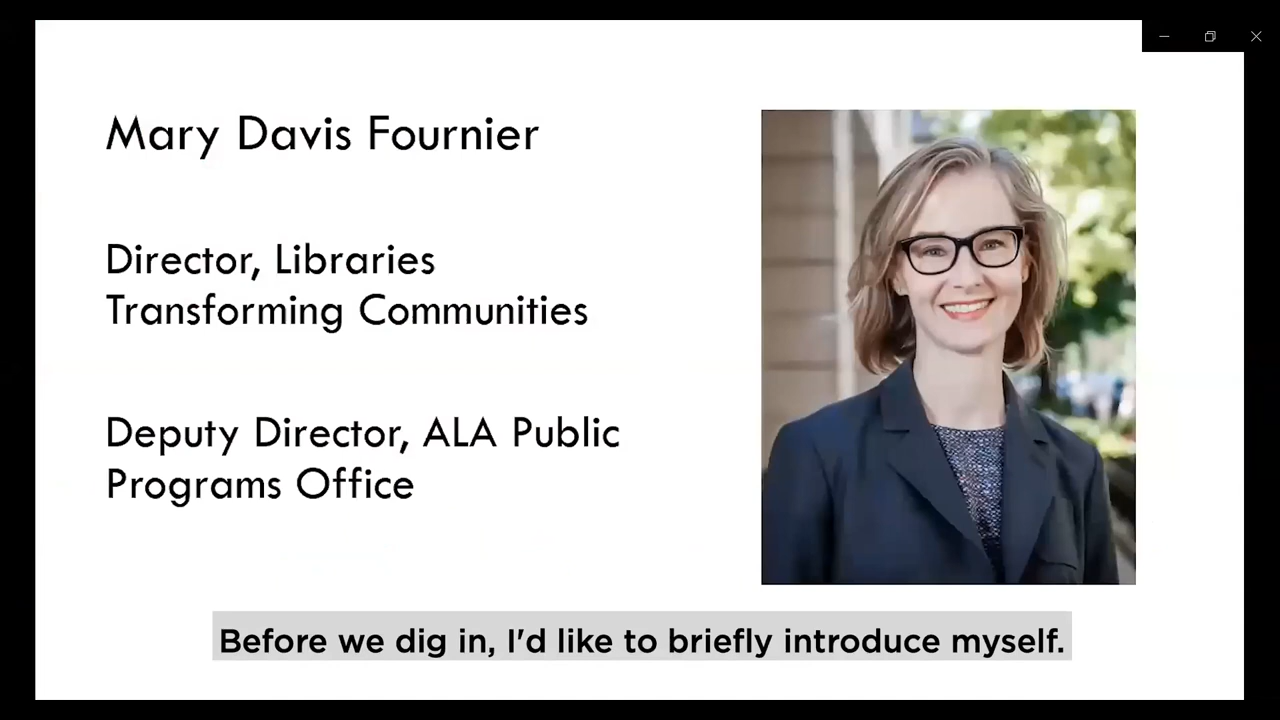 Mary Davis Fournier
Director, Libraries
Transforming Communities
Deputy Director, ALA Public
Programs Office
Before we dig in, I'd like to briefly introduce myself.